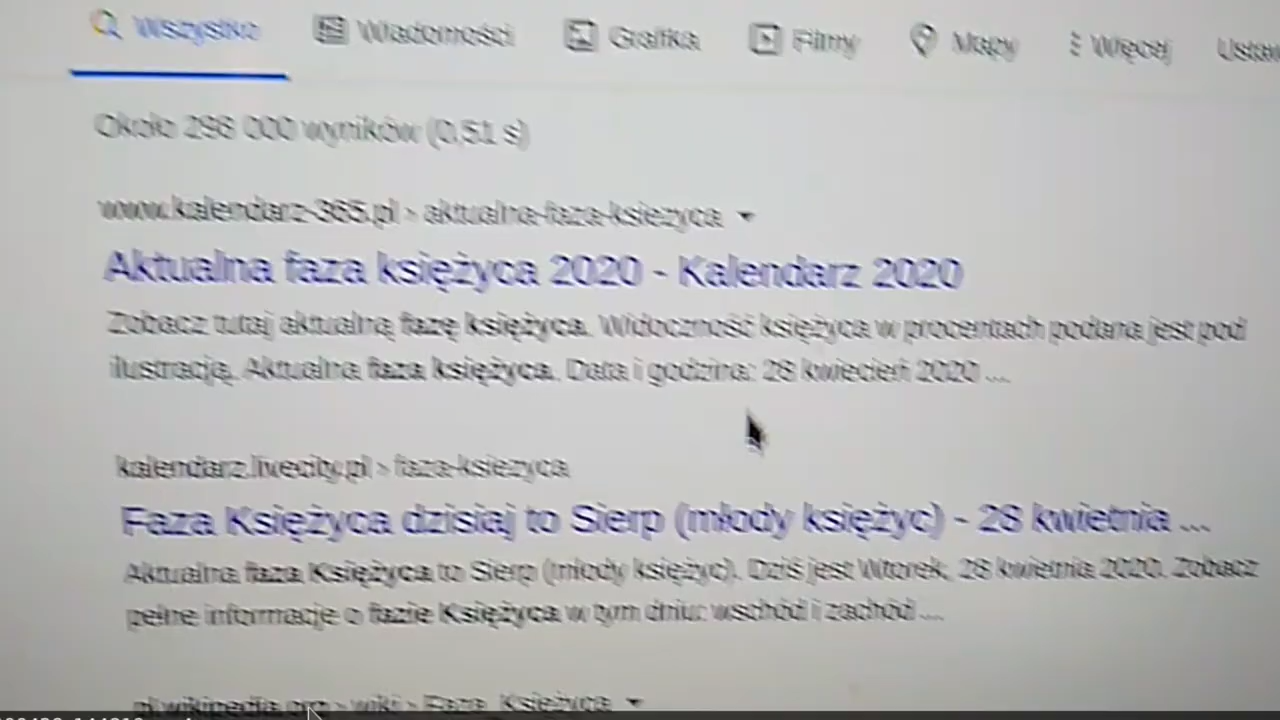 Wszystko Wiadomości Grafika Filmy Mapy Więcej
Około 298 000 wyników (0,51 s)
www.kalendarz-365.pl › aktualna-faza-ksiezyca
Aktualna faza księżyca 2020 - Kalendarz 2020
Zobacz tutaj aktualną fazę księżyca. Widoczność księżyca w procentach podana jest pod
ilustracją. Aktualna faza księżyca. Data i godzina: 28 kwiecień 2020 ...
kalendarz.livecity.pl › faza-ksiezyca
Faza Księżyca dzisiaj to Sierp (młody księżyc) - 28 kwietnia ...
Aktualna faza Księżyca to Sierp (młody księżyc). Dziś jest Wtorek, 28 kwietnia 2020. Zobacz
pełne informacje o fazie Księżyca w tym dniu: wschód i zachód ...
pl.wikipedia.org › wiki › Faza_Księżyca